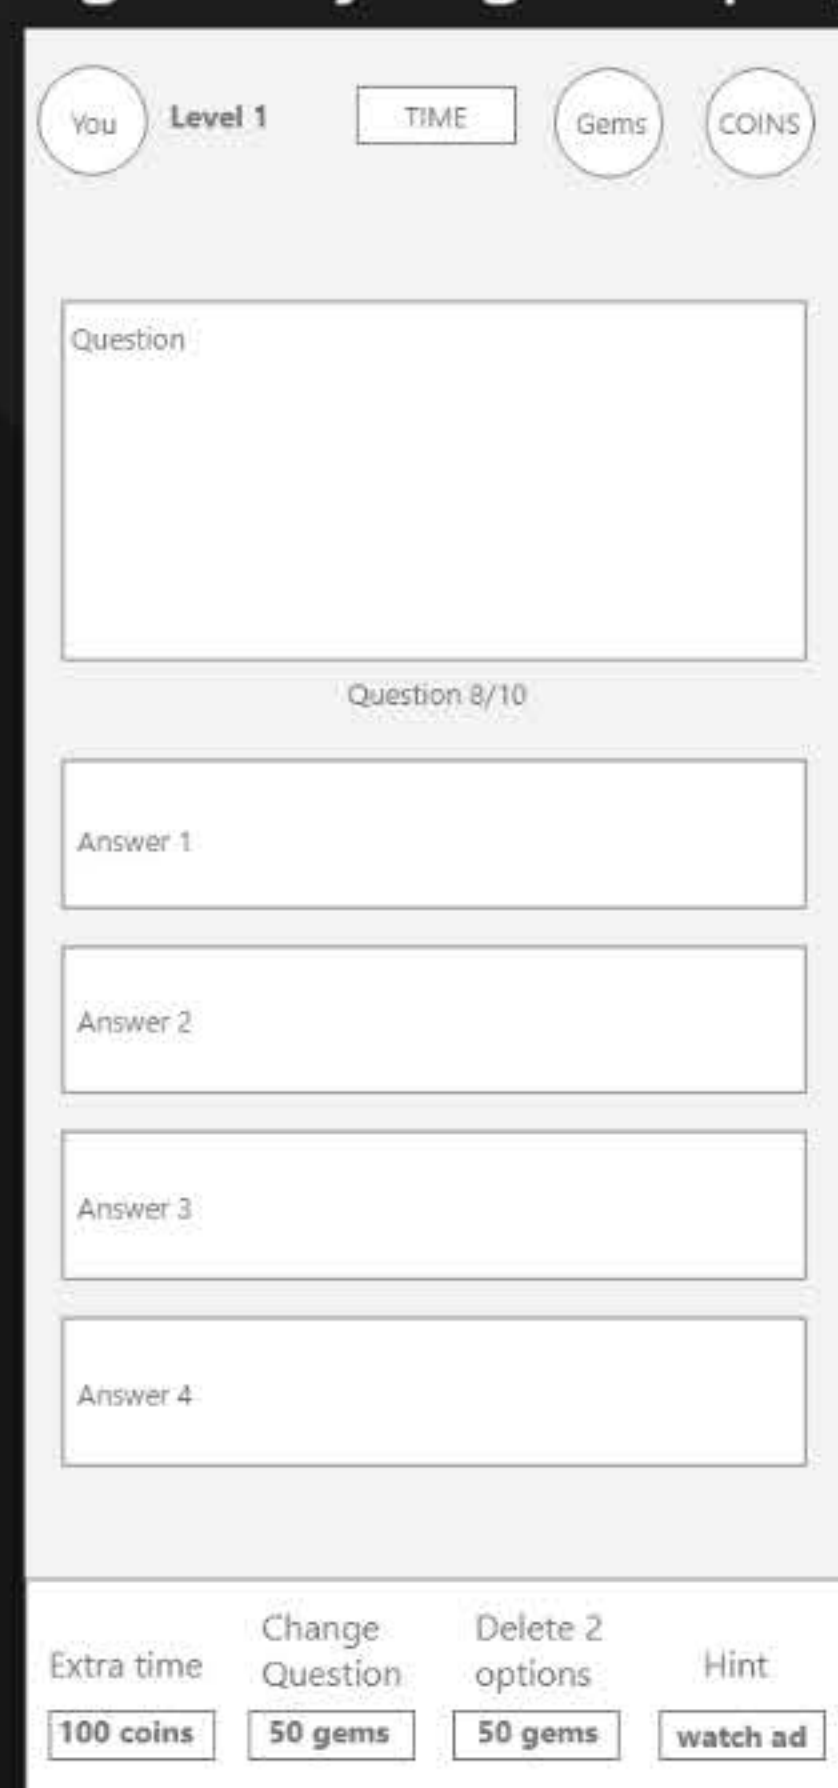 You
Level 1
TIME
Gems
COINS
Question
Question 8/10
Answer 1
Answer 2
Answer 3
Answer 4
Extra time
Change
Question
Delete 2
options
Hint
100 coins
50 gems
50 gems
watch ad